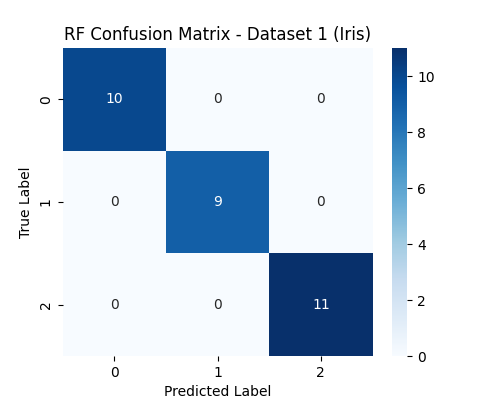 RF Confusion Matrix - Dataset 1 (Iris)
10 0 0
0 9 0
0 0 11
0
1
2
True Label
0 1 2
Predicted Label
10
8
6
4
2
0